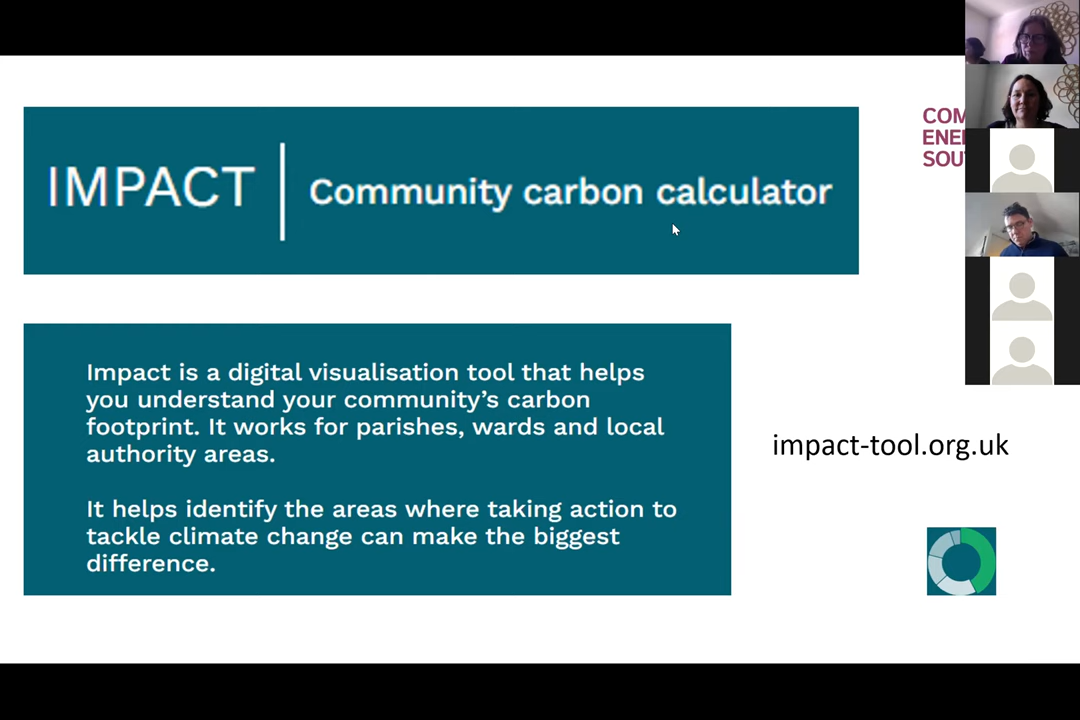 IMPACT
Community carbon calculator
COM
ENE
SOU
Impact is a digital visualisation tool that helps
you understand your community's carbon
footprint. It works for parishes, wards and local
authority areas.
It helps identify the areas where taking action to
tackle climate change can make the biggest
difference.
impact-tool.org.uk